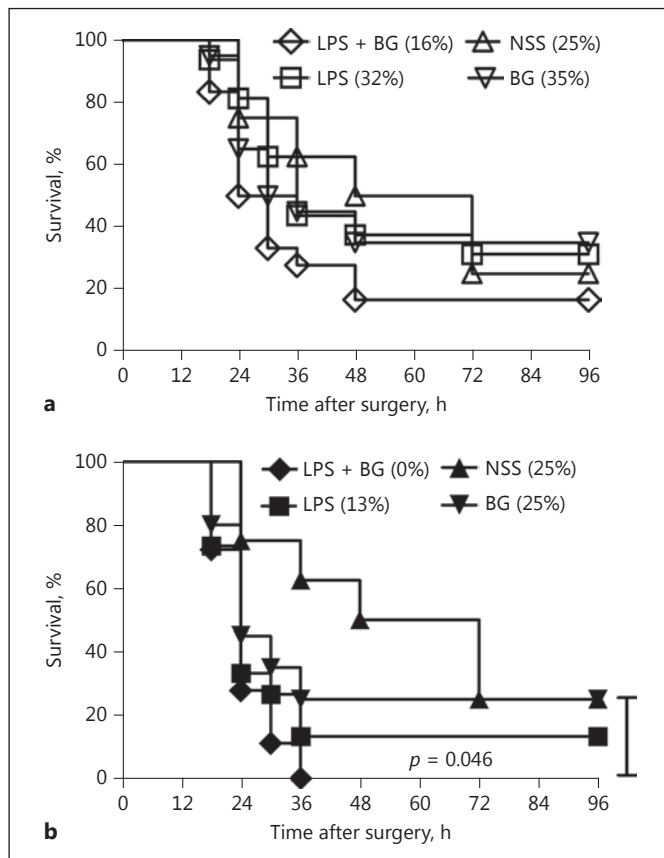 100
80
60
40
20
0
Survival, %
LPS + BG (16%) NSS (25%)
LPS (32%) BG (35%)
0 12 24 36 48 60 72 84 96
Time after surgery, h
a
100
80
60
40
20
0
Survival, %
LPS + BG (0%) NSS (25%)
LPS (13%) BG (25%)
p = 0.046
0 12 24 36 48 60 72 84 96
Time after surgery, h
b